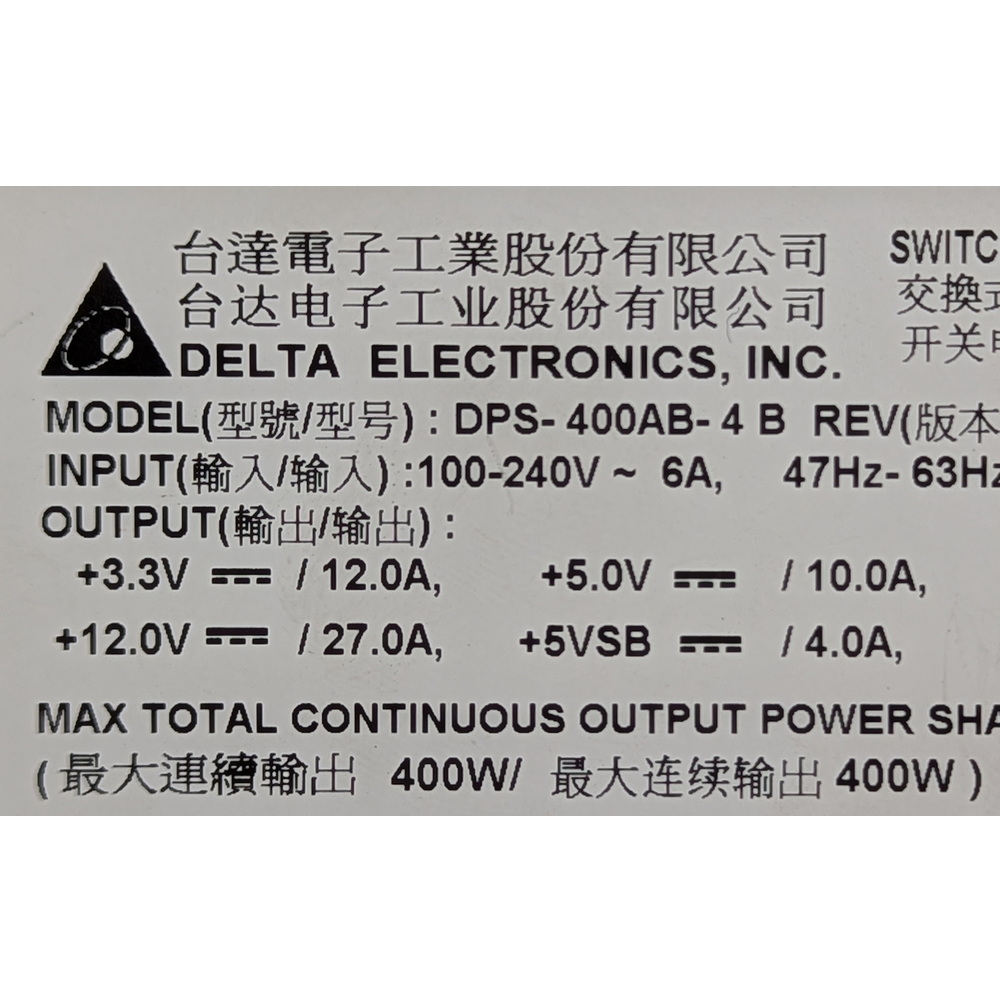 台達電子工業股份有限公司
台达电子工业股份有限公司
DELTA ELECTRONICS, INC.
SWITC
交換式
开关
MODEL(型號/型号) : DPS- 400AB- 4 B REV(版本
INPUT(輸入/输入) :100-240V ~ 6A, 47Hz- 63Hz
OUTPUT(輸出/输出) :
+3.3V ⎓ / 12.0A, +5.0V ⎓ / 10.0A,
+12.0V ⎓ / 27.0A, +5VSB ⎓ / 4.0A,
MAX TOTAL CONTINUOUS OUTPUT POWER SHA
( 最大連續輸出 400W/ 最大连续输出 400W )